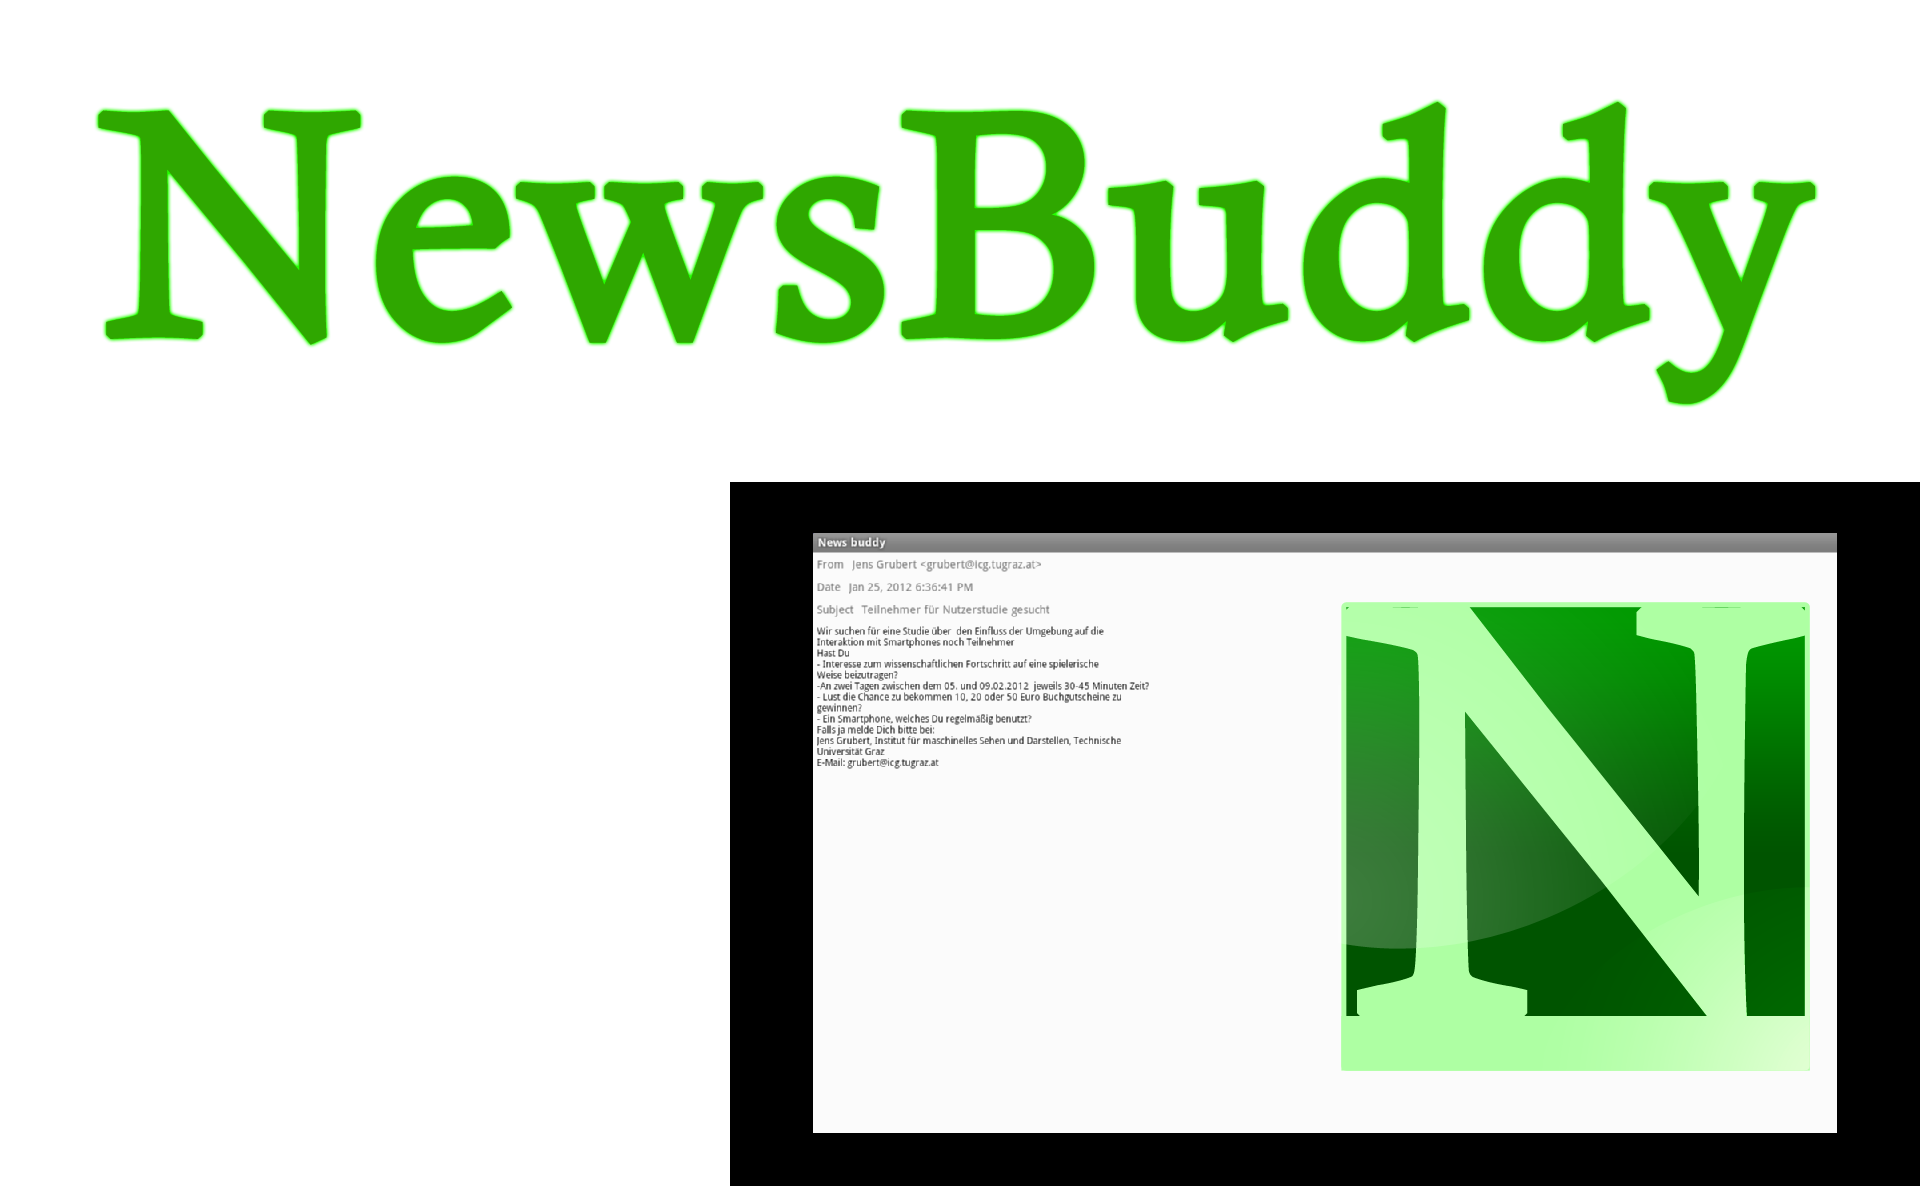 NewsBuddy
News buddy
From Jens Grubert <grubert@icg.tugraz.at>
Date Jan 25, 2012 6:36:41 PM
Subject Teilnehmer für Nutzerstudie gesucht
Wir suchen für eine Studie über  den Einfluss der Umgebung auf die
Interaktion mit Smartphones noch Teilnehmer
Hast Du
- Interesse zum wissenschaftlichen Fortschritt auf eine spielerische
Weise beizutragen?
-An zwei Tagen zwischen dem 05. und 09.02.2012  jeweils 30-45 Minuten Zeit?
- Lust die Chance zu bekommen 10, 20 oder 50 Euro Buchgutscheine zu
gewinnen?
- Ein Smartphone, welches Du regelmäßig benutzt?
Falls ja melde Dich bitte bei:
Jens Grubert, Institut für maschinelles Sehen und Darstellen, Technische
Universität Graz
E-Mail: grubert@icg.tugraz.at
N